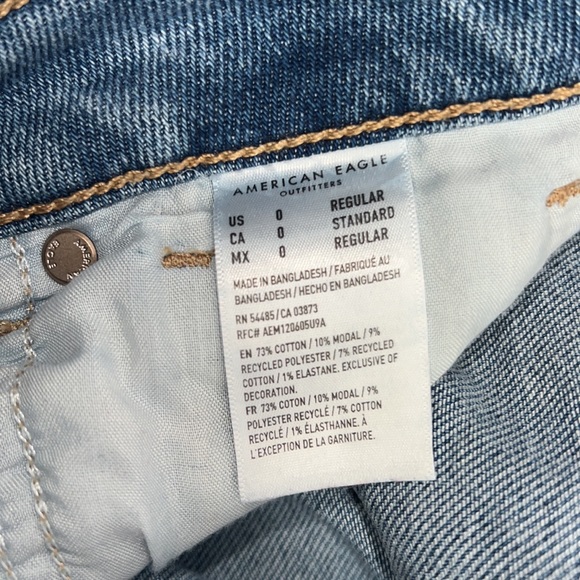 AMERICAN EAGLE
OUTFITTERS
US 0 REGULAR
CA 0 STANDARD
MX 0 REGULAR
MADE IN BANGLADESH / FABRIQUÉ AU
BANGLADESH / HECHO EN BANGLADESH
RN 54485 / CA 03873
RFC# AEM120605U9A
EN 73% COTTON / 10% MODAL / 9%
RECYCLED POLYESTER / 7% RECYCLED
COTTON / 1% ELASTANE. EXCLUSIVE OF
DECORATION.
FR 73% COTON / 10% MODAL / 9%
POLYESTER RECYCLÉ / 7% COTON
RECYCLÉ / 1% ÉLASTHANNE. À
L'EXCEPTION DE LA GARNITURE.
AMERICAN
EAGLE